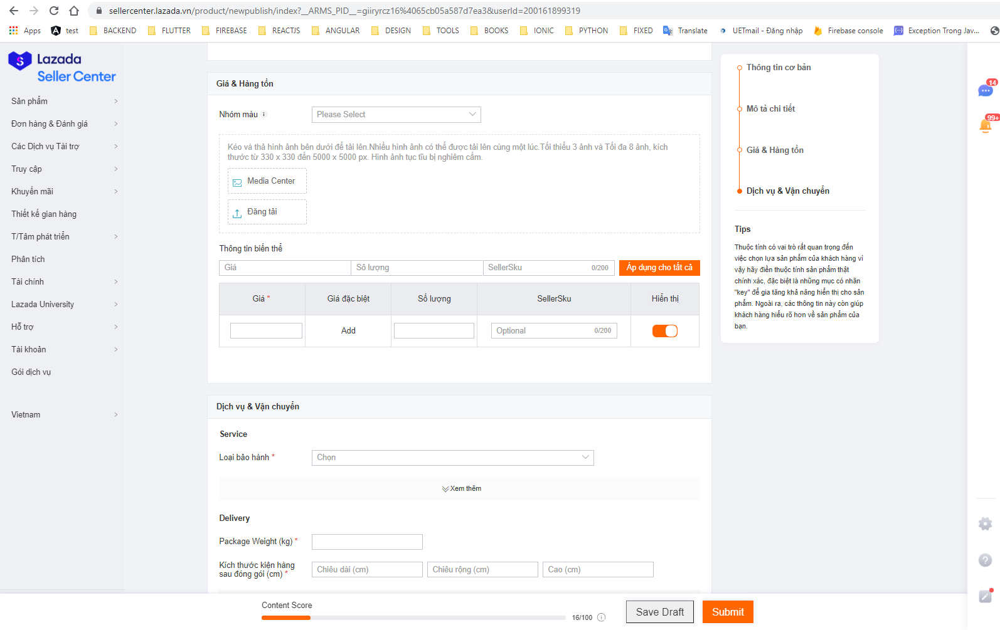 sellercenter.lazada.vn/product/newpublish/index?__ARMS_PID__=giiryrcz16%4065cb05a587d7ea3&userId=200161899319
Apps
test
BACKEND
FLUTTER
FIREBASE
REACTJS
ANGULAR
DESIGN
TOOLS
BOOKS
IONIC
PYTHON
FIXED
Translate
UETmail - Đăng nhập
Firebase console
Exception Trong Jav...
Lazada
Seller Center
Sản phẩm
Đơn hàng & Đánh giá
Các Dịch vụ Tài trợ
Truy cập
Khuyến mãi
Thiết kế gian hàng
T/Tâm phát triển
Phân tích
Tài chính
Lazada University
Hỗ trợ
Tài khoản
Gói dịch vụ
Vietnam
Giá & Hàng tồn
Nhóm màu
Please Select
Kéo và thả hình ảnh bên dưới để tải lên.Nhiều hình ảnh có thể được tải lên cùng một lúc.Tối thiểu 3 ảnh và Tối đa 8 ảnh, kích
thước từ 330 x 330 đến 5000 x 5000 px. Hình ảnh tục tĩu bị nghiêm cấm.
Media Center
Đăng tải
Thông tin biến thể
Giá
Số lượng
SellerSku
0/200
Áp dụng cho tất cả
Giá *
Giá đặc biệt
Số lượng
SellerSku
Hiển thị
Add
Optional
0/200
Dịch vụ & Vận chuyển
Service
Loại bảo hành *
Chọn
Xem thêm
Delivery
Package Weight (kg) *
Kích thước kiện hàng
sau đóng gói (cm) *
Chiều dài (cm)
Chiều rộng (cm)
Cao (cm)
Content Score
16/100
Save Draft
Submit
Thông tin cơ bản
Mô tả chi tiết
Giá & Hàng tồn
Dịch vụ & Vận chuyển
Tips
Thuộc tính có vai trò rất quan trọng đến
việc chọn lựa sản phẩm của khách hàng vì
vậy hãy điền thuộc tính sản phẩm thật
chính xác, đặc biệt là những mục có nhãn
"key" để gia tăng khả năng hiển thị cho sản
phẩm. Ngoài ra, các thông tin này còn giúp
khách hàng hiểu rõ hơn về sản phẩm của
bạn.
14
99+